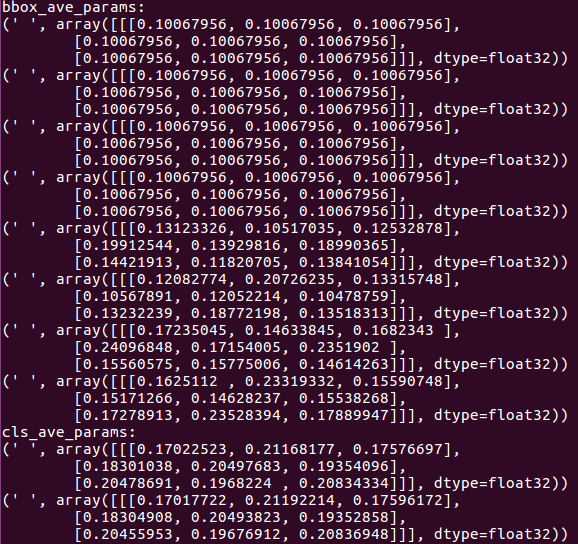 bbox_ave_params:
(' ', array([[[0.10067956, 0.10067956, 0.10067956],
[0.10067956, 0.10067956, 0.10067956],
[0.10067956, 0.10067956, 0.10067956]]], dtype=float32))
(' ', array([[[0.10067956, 0.10067956, 0.10067956],
[0.10067956, 0.10067956, 0.10067956],
[0.10067956, 0.10067956, 0.10067956]]], dtype=float32))
(' ', array([[[0.10067956, 0.10067956, 0.10067956],
[0.10067956, 0.10067956, 0.10067956],
[0.10067956, 0.10067956, 0.10067956]]], dtype=float32))
(' ', array([[[0.10067956, 0.10067956, 0.10067956],
[0.10067956, 0.10067956, 0.10067956],
[0.10067956, 0.10067956, 0.10067956]]], dtype=float32))
(' ', array([[[0.13123326, 0.10517035, 0.12532878],
[0.19912544, 0.13929816, 0.18990365],
[0.14421913, 0.11820705, 0.13841054]]], dtype=float32))
(' ', array([[[0.12082774, 0.20726235, 0.13315748],
[0.10567891, 0.12052214, 0.10478759],
[0.13232239, 0.18772198, 0.13518313]]], dtype=float32))
(' ', array([[[0.17235045, 0.14633845, 0.1682343 ],
[0.24096848, 0.17154005, 0.2351902 ],
[0.15560575, 0.15775006, 0.14614263]]], dtype=float32))
(' ', array([[[0.1625112 , 0.23319332, 0.15590748],
[0.15171266, 0.14628237, 0.15538268],
[0.17278913, 0.23528394, 0.17889947]]], dtype=float32))
cls_ave_params:
(' ', array([[[0.17022523, 0.21168177, 0.17576697],
[0.18301038, 0.20497683, 0.19354096],
[0.20478691, 0.1968224 , 0.20834334]]], dtype=float32))
(' ', array([[[0.17017722, 0.21192214, 0.17596172],
[0.18304908, 0.20493823, 0.19352858],
[0.20455953, 0.19676912, 0.20836948]]], dtype=float32))